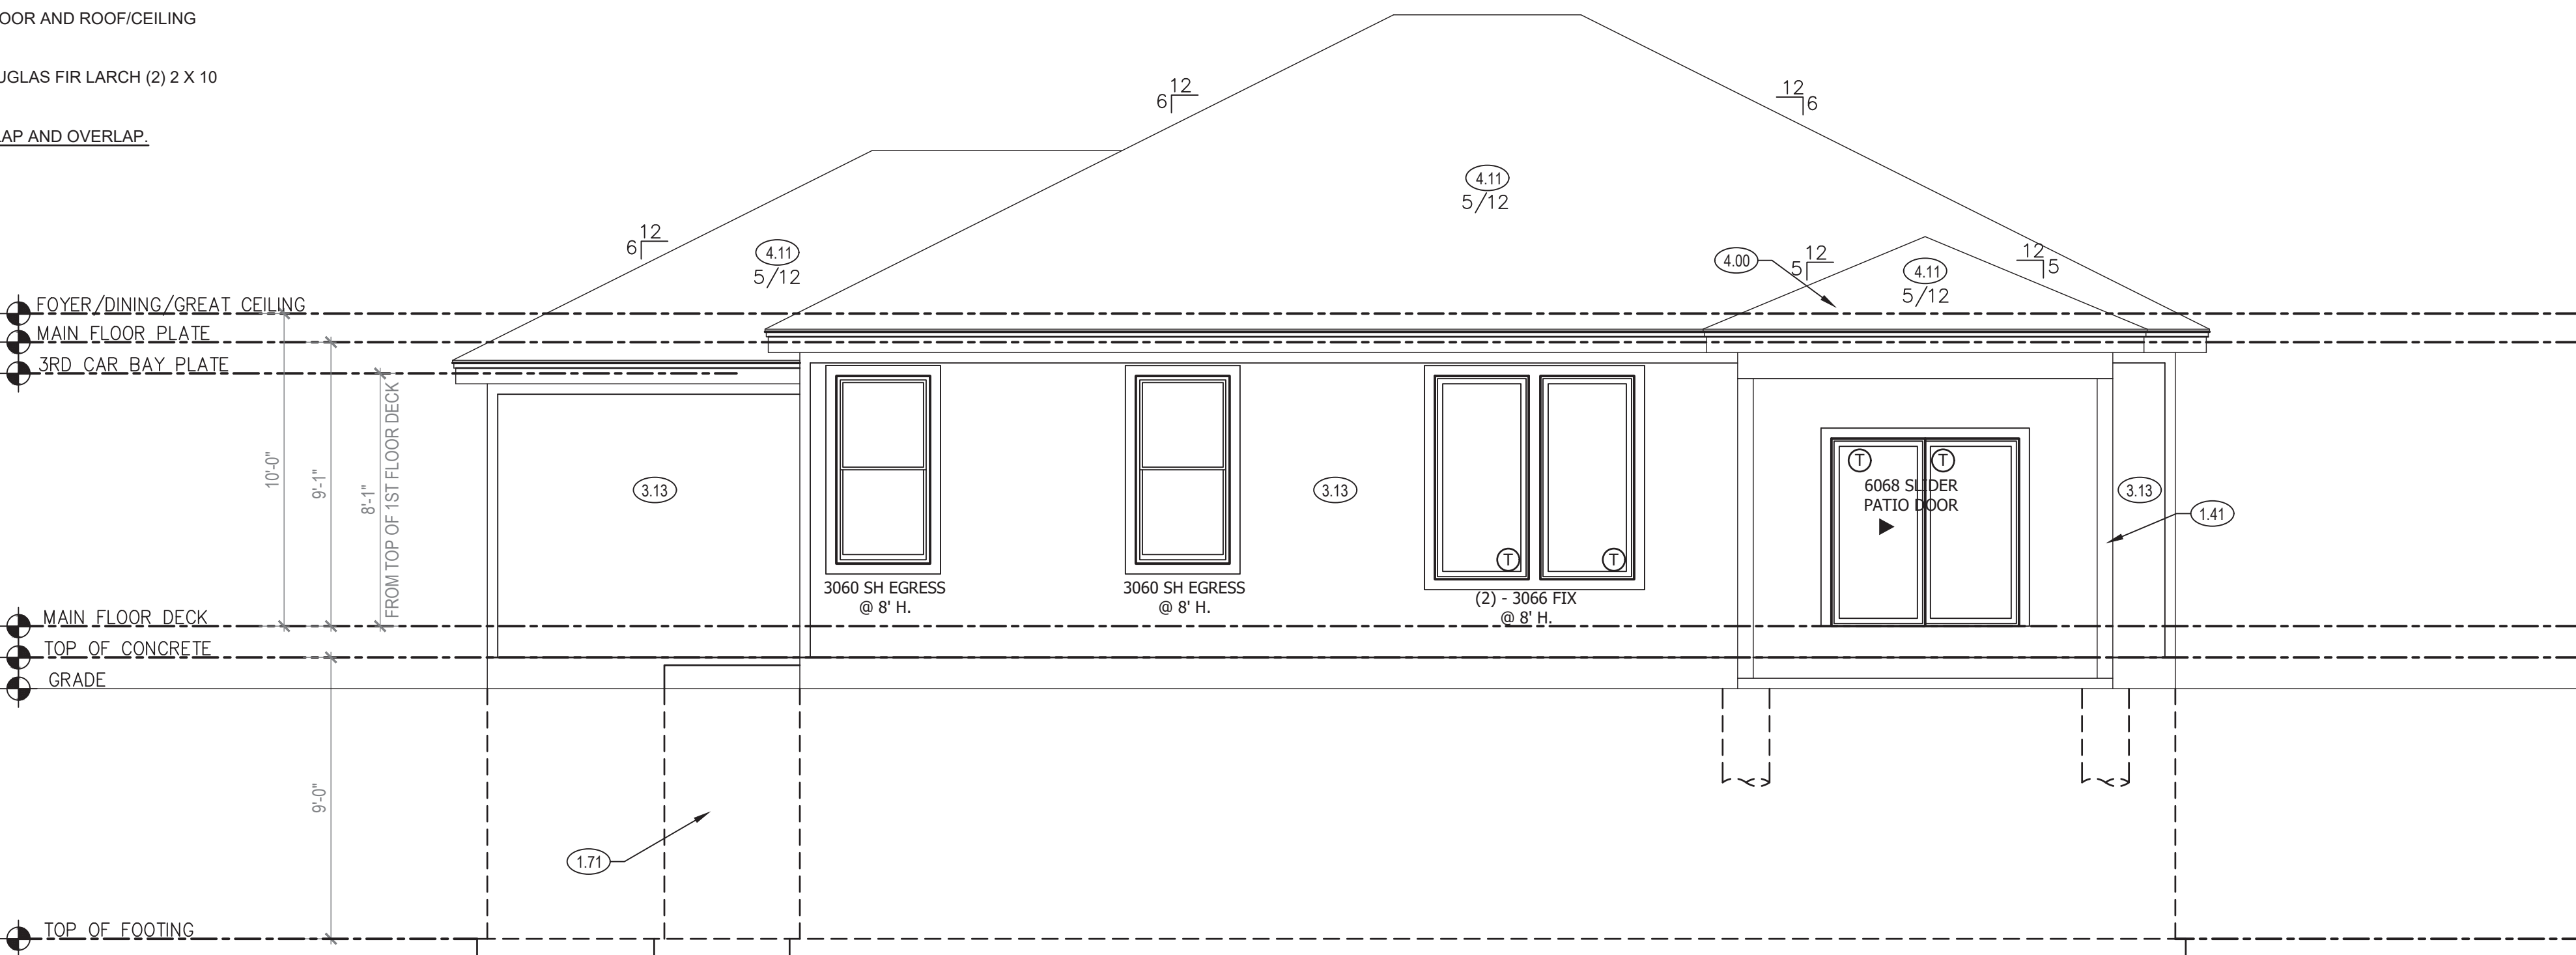 OOR AND ROOF/CEILING
UGLAS FIR LARCH (2) 2 X 10
LAP AND OVERLAP.
12
6
12
6
4.11
5/12
12
6
4.11
5/12
4.00
12
5
12
5
4.11
5/12
FOYER/DINING/GREAT CEILING
MAIN FLOOR PLATE
3RD CAR BAY PLATE
10'-0"
9'-1"
8'-1"
FROM TOP OF 1ST FLOOR DECK
3.13
3.13
3.13
T
T
6068 SLIDER
PATIO DOOR
1.41
T
T
3060 SH EGRESS
@ 8' H.
3060 SH EGRESS
@ 8' H.
(2) - 3066 FIX
@ 8' H.
MAIN FLOOR DECK
TOP OF CONCRETE
GRADE
9'-0"
1.71
TOP OF FOOTING